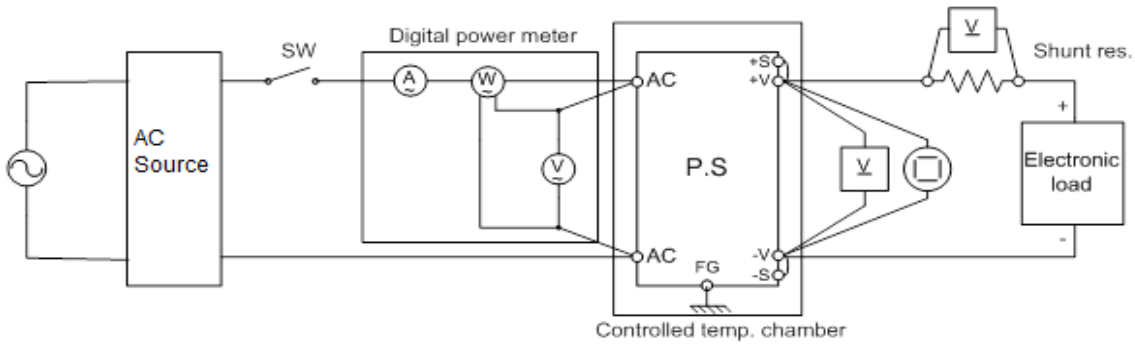 Digital power meter
SW
AC
Source
A
W
V
AC
AC
P.S
FG
+S
+V
-V
-S
V
V
Shunt res.
+
Electronic
load
-
Controlled temp. chamber